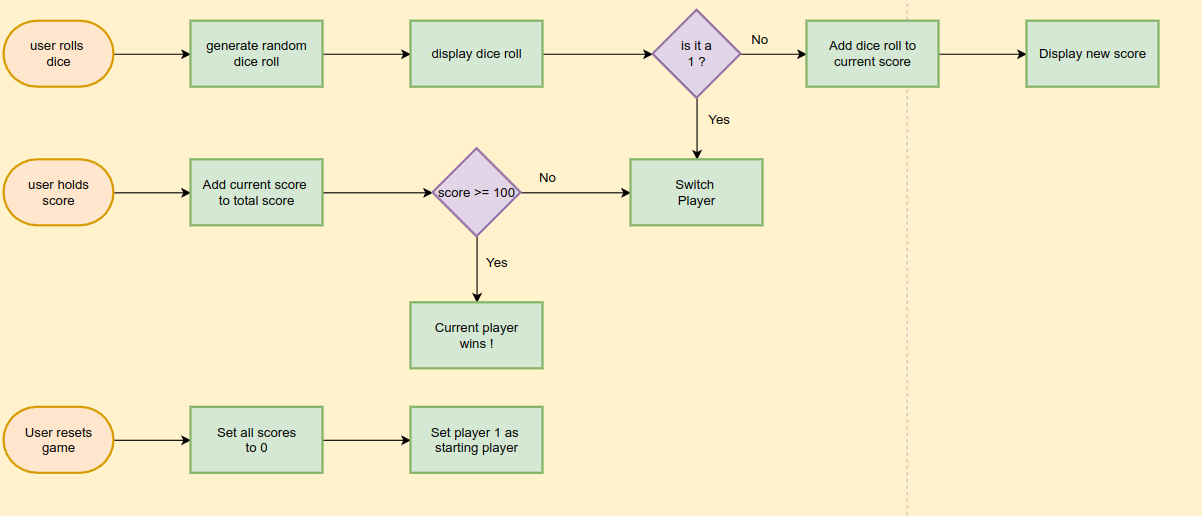 user rolls
dice
generate random
dice roll
display dice roll
is it a
1 ?
No
Add dice roll to
current score
Display new score
Yes
user holds
score
Add current score
to total score
score >= 100
No
Switch
Player
Yes
Current player
wins !
User resets
game
Set all scores
to 0
Set player 1 as
starting player